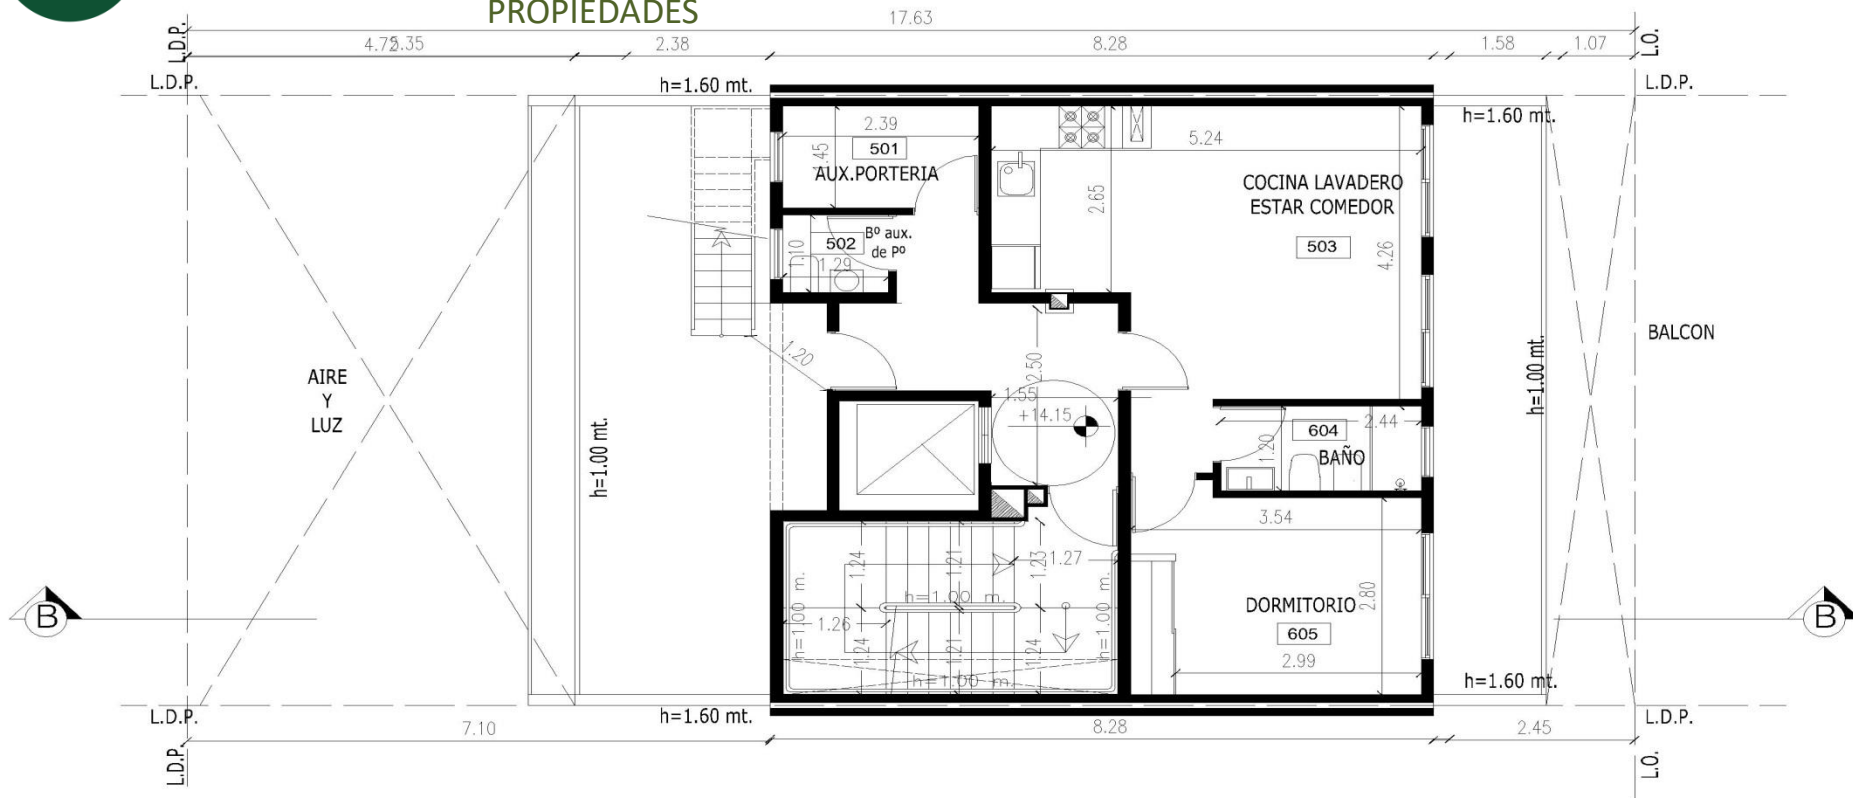 PROPIEDADES
17.63
L.D.P.
4.72
5.35
2.38
8.28
1.58
1.07
L.O.
L.D.P.
h=1.60 mt.
L.D.P.
h=1.60 mt.
2.39
501
AUX.PORTERIA
5.24
COCINA LAVADERO
ESTAR COMEDOR
503
2.65
4.26
502
Bº aux.
de Pº
1.10
1.29
1.20
2.50
1.55
+14.15
BALCON
AIRE
Y
LUZ
h=1.00 mt.
h=1.00 mt.
604
2.44
BAÑO
1.20
3.54
1.24
1.21
1.23
1.27
h=1.00 m.
h=1.00 m.
h=1.00 m.
1.26
1.24
1.21
1.24
h=1.00 m.
DORMITORIO
2.80
605
2.99
B
B
h=1.60 mt.
h=1.60 mt.
L.D.P.
L.D.P.
7.10
8.28
2.45
L.D.P.
L.O.